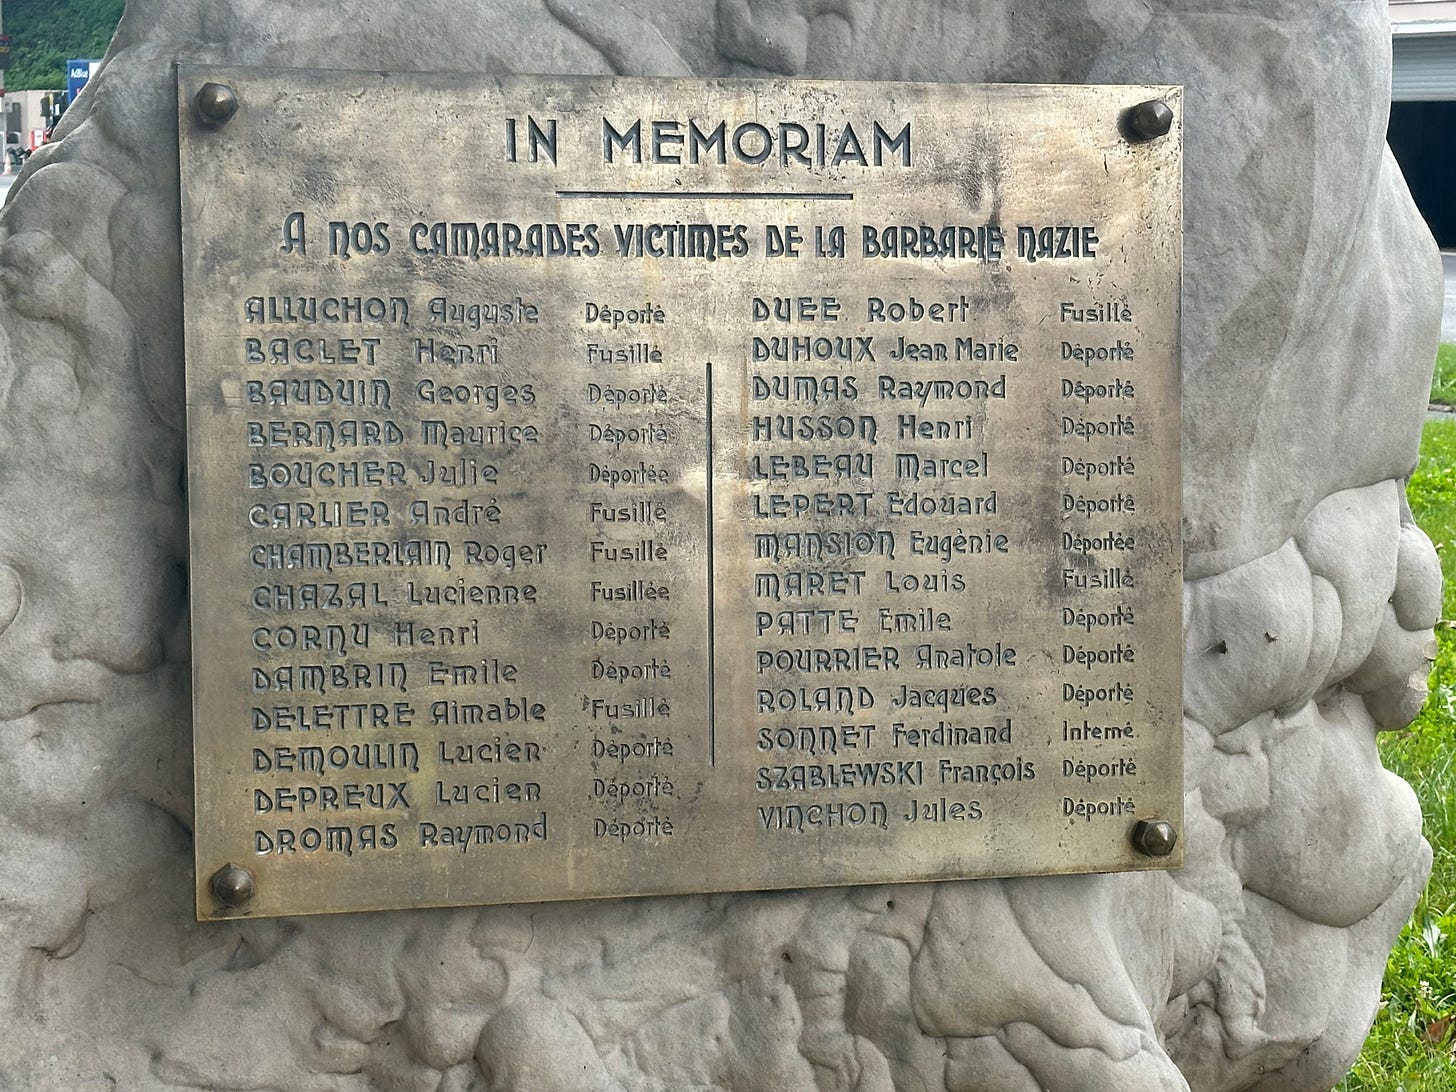 AdBlue
IN MEMORIAM
A NOS CAMARADES VICTIMES DE LA BARBARIE NAZIE
ALLUCHON Auguste Déporté
BACLET Henri Fusillé
BAUDUIN Georges Déporté
BERNARD Maurice Déporté
BOUCHER Julie Déportée
CARLIER André Fusillé
CHAMBERLAIN Roger Fusillé
CHAZAL Lucienne Fusillée
CORNU Henri Déporté
DAMBRIN Emile Déporté
DELETTRE Aimable Fusillé
DEMOULIN Lucien Déporté
DEPREUX Lucien Déporté
DROMAS Raymond Déporté
DUEE Robert Fusillé
DUHOUX Jean Marie Déporté
DUMAS Raymond Déporté
HUSSON Henri Déporté
LEBEAU Marcel Déporté
LEPERT Edouard Déporté
MANSION Eugènie Déportée
MARET Louis Fusillé
PATTE Emile Déporté
POURRIER Anatole Déporté
ROLAND Jacques Déporté
SONNET Ferdinand Interné
SZABLEWSKI François Déporté
VINCHON Jules Déporté